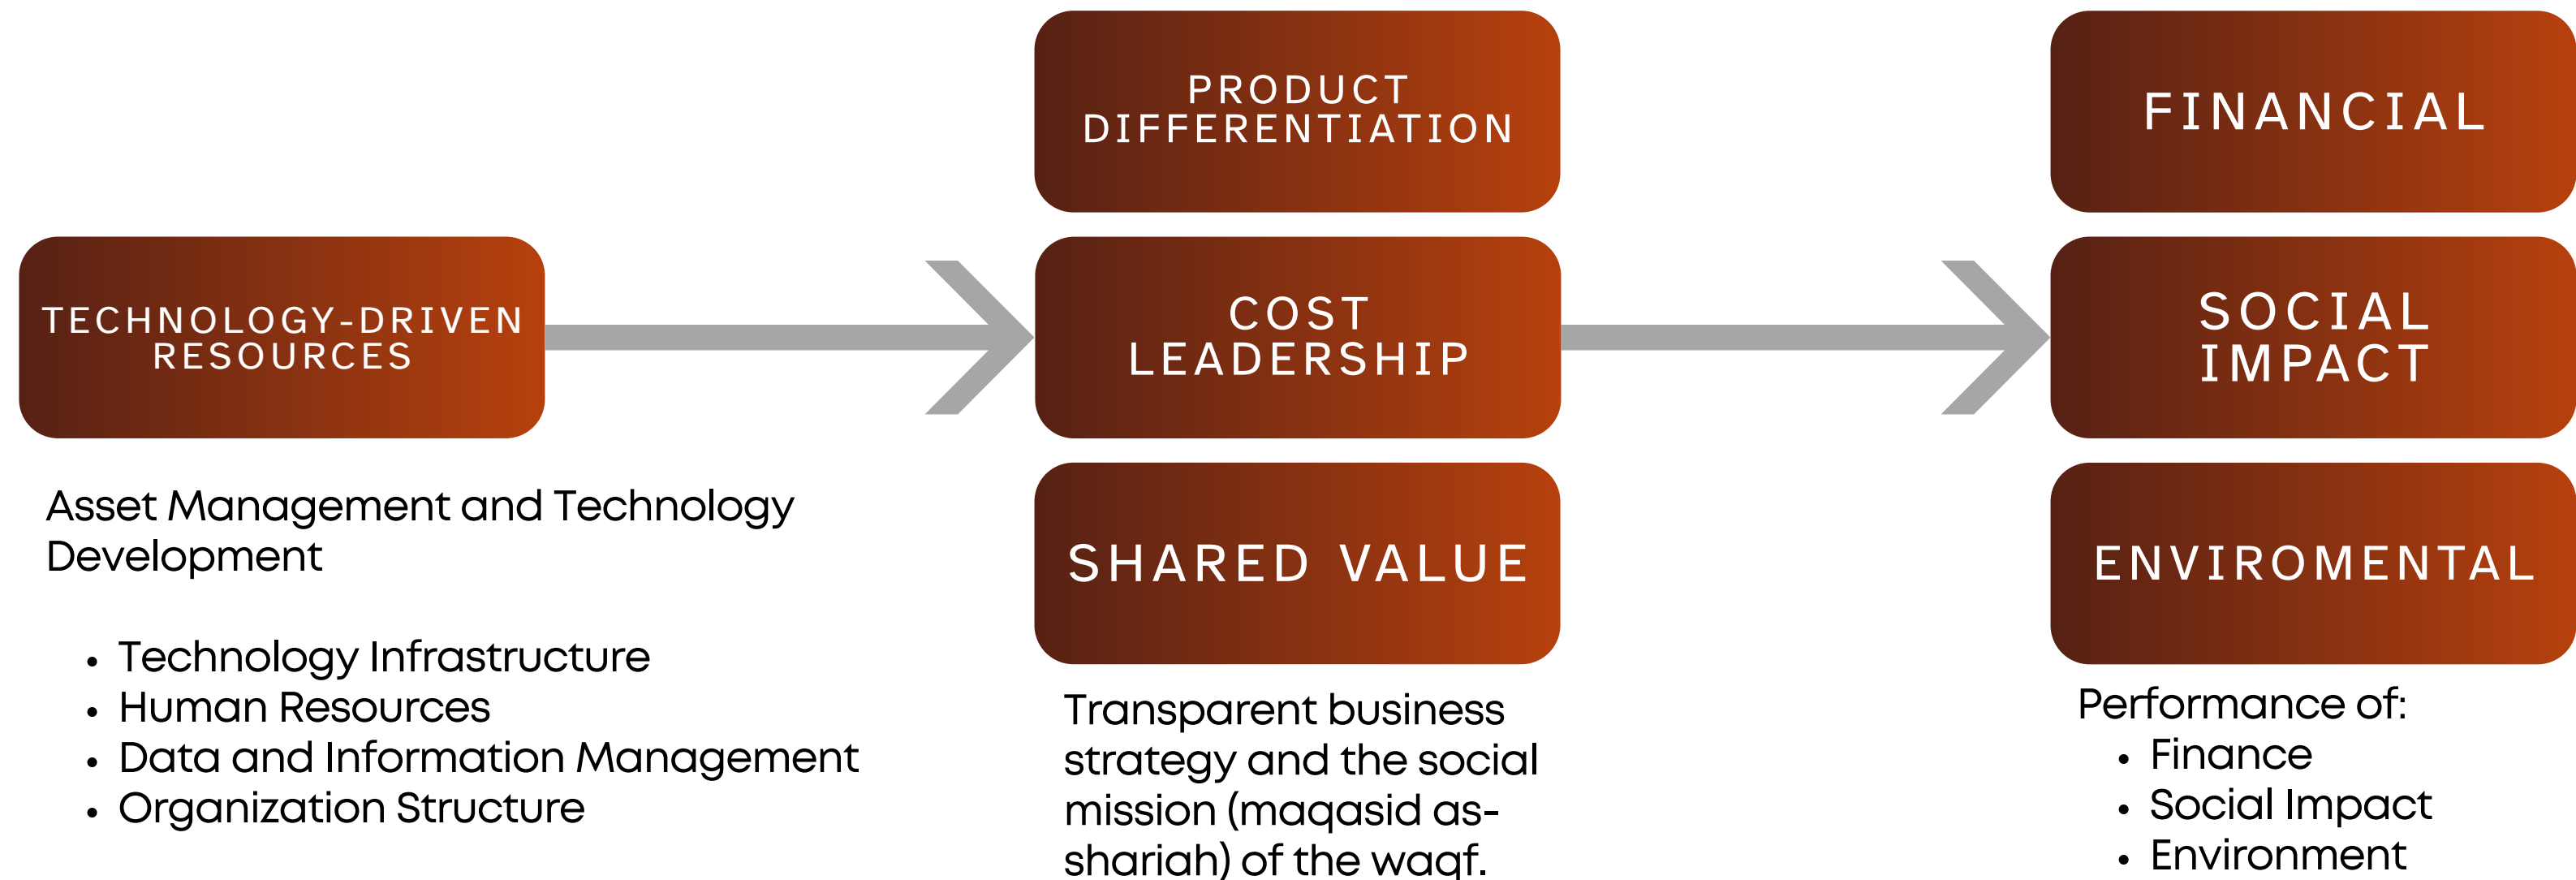 TECHNOLOGY-DRIVEN
RESOURCES
Asset Management and Technology
Development
• Technology Infrastructure
• Human Resources
• Data and Information Management
• Organization Structure
PRODUCT
DIFFERENTIATION
COST
LEADERSHIP
SHARED VALUE
Transparent business
strategy and the social
mission (maqasid as-
shariah) of the waqf.
FINANCIAL
SOCIAL
IMPACT
ENVIROMENTAL
Performance of:
• Finance
• Social Impact
• Environment